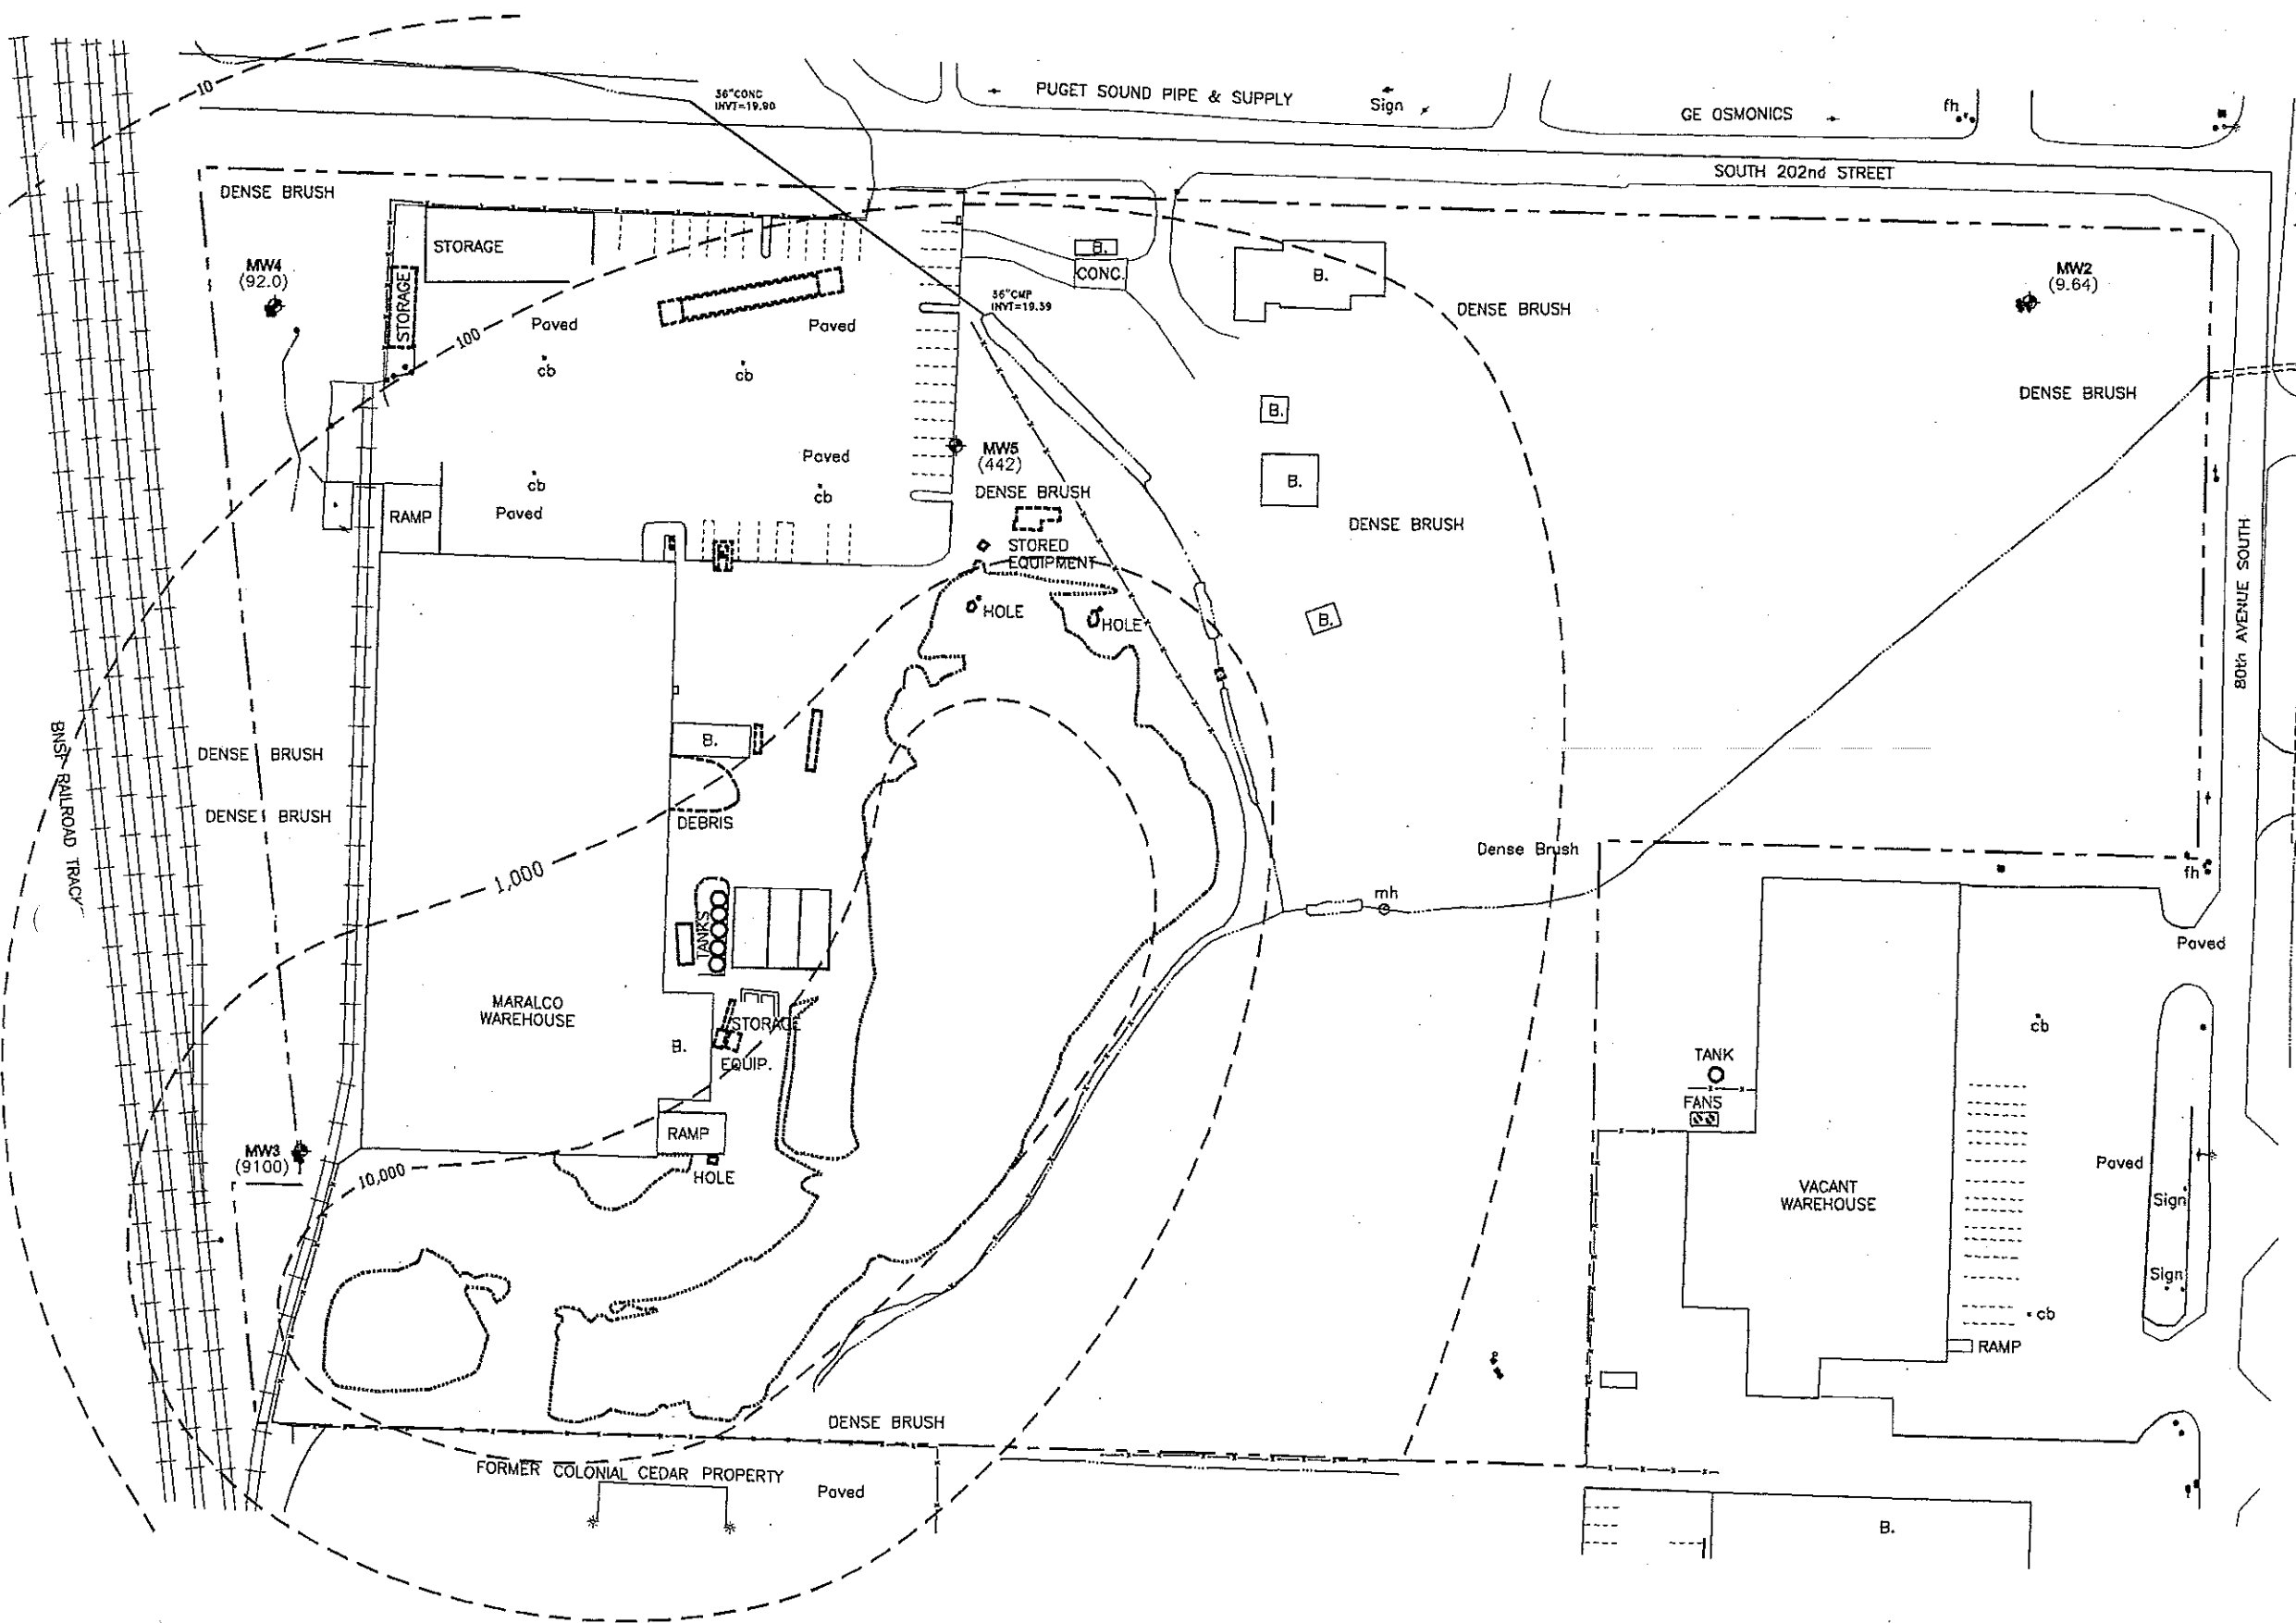 10
36"CONC
INVT=19.90
PUGET SOUND PIPE & SUPPLY
Sign
GE OSMONICS
fh
SOUTH 202nd STREET
DENSE BRUSH
STORAGE
B.
CONC.
B.
MW4
(92.0)
STORAGE
MW2
(9.64)
36"CMP
INVT=19.39
DENSE BRUSH
Paved
Paved
100
cb
cb
DENSE BRUSH
B.
MW5
(442)
Paved
B.
cb
cb
DENSE BRUSH
RAMP
Paved
DENSE BRUSH
STORED
EQUIPMENT
80th AVENUE SOUTH
HOLE
HOLE
B.
BNSF RAILROAD TRACK
DENSE BRUSH
B.
DENSE BRUSH
DEBRIS
Dense Brush
1,000
fh
mh
TANKS
Paved
MARALCO
WAREHOUSE
STORAGE
cb
B.
EQUIP.
TANK
FANS
RAMP
MW3
(9100)
10,000
HOLE
Paved
VACANT
WAREHOUSE
Sign
Sign
cb
RAMP
DENSE BRUSH
FORMER COLONIAL CEDAR PROPERTY
Paved
B.